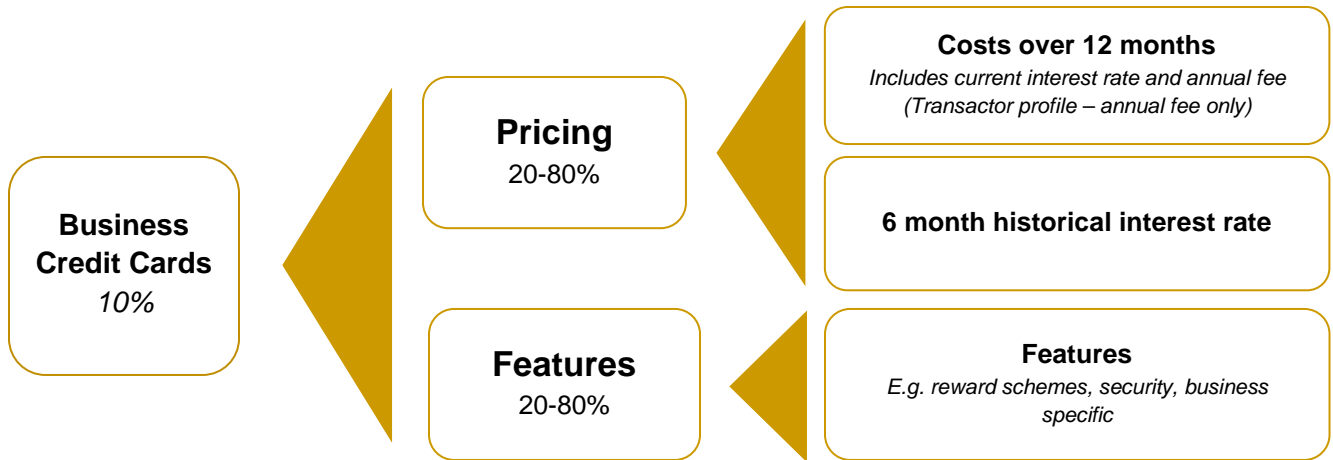 Business
Credit Cards
10%
Pricing
20-80%
Costs over 12 months
Includes current interest rate and annual fee
(Transactor profile – annual fee only)
6 month historical interest rate
Features
20-80%
Features
E.g. reward schemes, security, business
specific